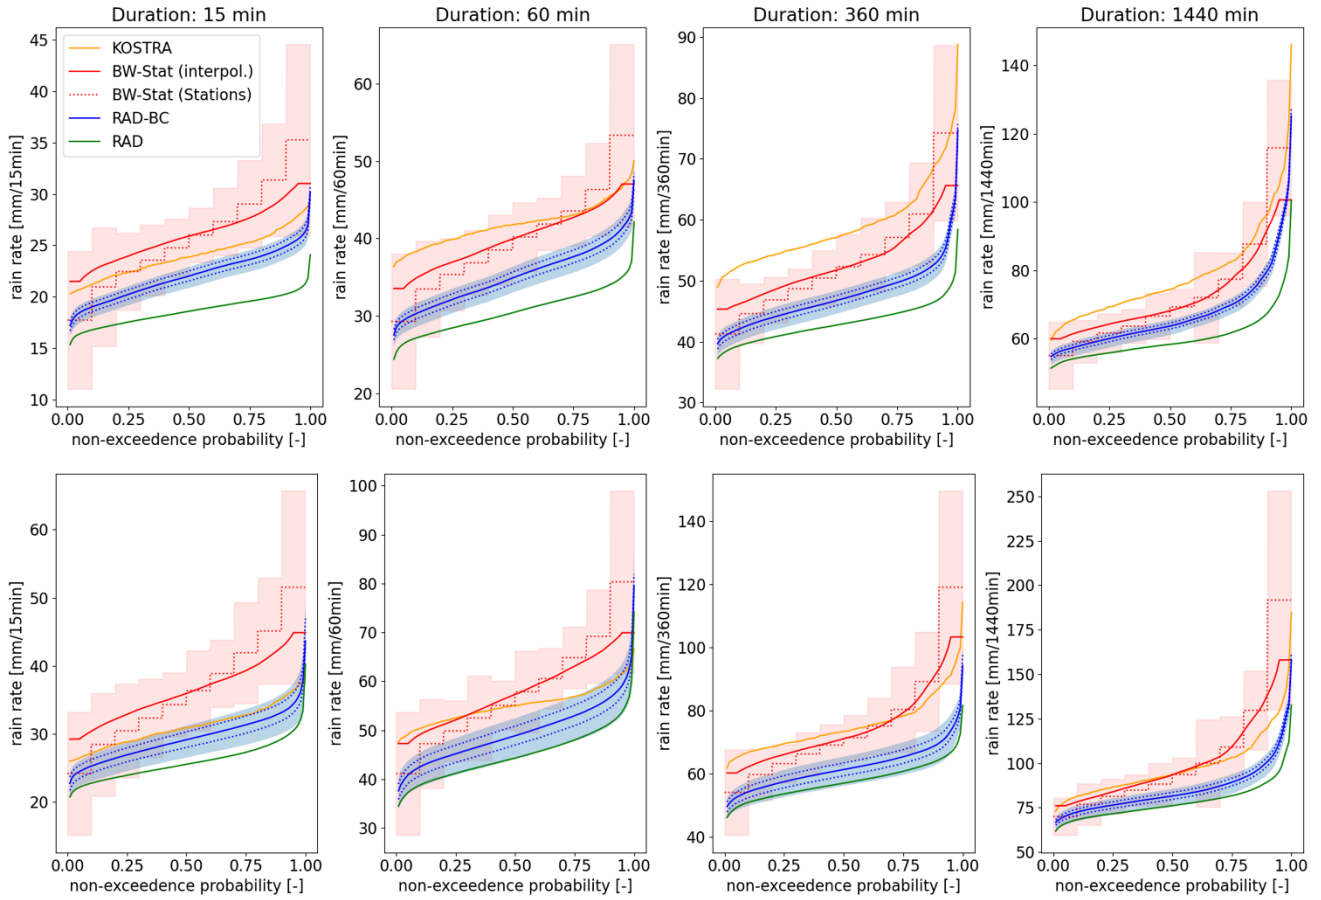 Duration: 15 min
Duration: 60 min
Duration: 360 min
Duration: 1440 min
KOSTRA
BW-Stat (interpol.)
BW-Stat (Stations)
RAD-BC
RAD
rain rate [mm/15min]
45
40
35
30
25
20
15
10
0.00 0.25 0.50 0.75 1.00
non-exceedence probability [-]
rain rate [mm/60min]
60
50
40
30
20
0.00 0.25 0.50 0.75 1.00
non-exceedence probability [-]
rain rate [mm/360min]
90
80
70
60
50
40
30
0.00 0.25 0.50 0.75 1.00
non-exceedence probability [-]
rain rate [mm/1440min]
140
120
100
80
60
0.00 0.25 0.50 0.75 1.00
non-exceedence probability [-]
rain rate [mm/15min]
60
50
40
30
20
0.00 0.25 0.50 0.75 1.00
non-exceedence probability [-]
rain rate [mm/60min]
100
90
80
70
60
50
40
30
0.00 0.25 0.50 0.75 1.00
non-exceedence probability [-]
rain rate [mm/360min]
140
120
100
80
60
40
0.00 0.25 0.50 0.75 1.00
non-exceedence probability [-]
rain rate [mm/1440min]
250
225
200
175
150
125
100
75
50
0.00 0.25 0.50 0.75 1.00
non-exceedence probability [-]